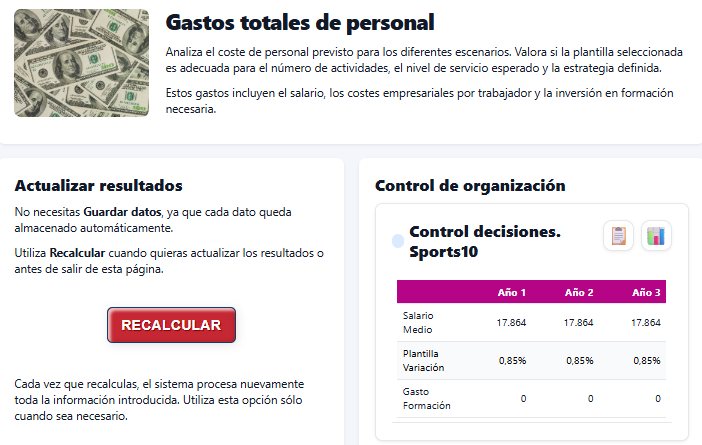 Gastos totales de personal
Analiza el coste de personal previsto para los diferentes escenarios. Valora si la plantilla seleccionada
es adecuada para el número de actividades, el nivel de servicio esperado y la estrategia definida.
Estos gastos incluyen el salario, los costes empresariales por trabajador y la inversión en formación
necesaria.
Actualizar resultados
No necesitas Guardar datos, ya que cada dato queda
almacenado automáticamente.
Utiliza Recalcular cuando quieras actualizar los resultados o
antes de salir de esta página.
RECALCULAR
Cada vez que recalculas, el sistema procesa nuevamente
toda la información introducida. Utiliza esta opción sólo
cuando sea necesario.
Control de organización
Control decisiones.
Sports10
Año 1 Año 2 Año 3
Salario
Medio 17.864 17.864 17.864
Plantilla
Variación 0,85% 0,85% 0,85%
Gasto
Formación 0 0 0